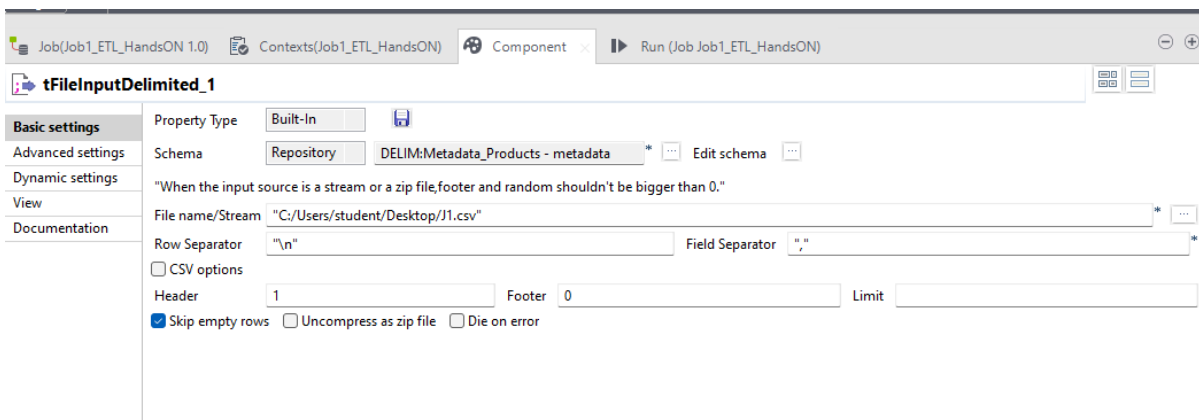 Job(Job1_ETL_HandsON 1.0) Contexts(Job1_ETL_HandsON) Component Run (Job Job1_ETL_HandsON)
tFileInputDelimited_1
Basic settings
Advanced settings
Dynamic settings
View
Documentation
Property Type Built-In
Schema Repository DELIM:Metadata_Products - metadata * ... Edit schema ...
"When the input source is a stream or a zip file,footer and random shouldn't be bigger than 0."
File name/Stream "C:/Users/student/Desktop/J1.csv" * ...
Row Separator "\n" Field Separator "," *
CSV options
Header 1 Footer 0 Limit
Skip empty rows Uncompress as zip file Die on error